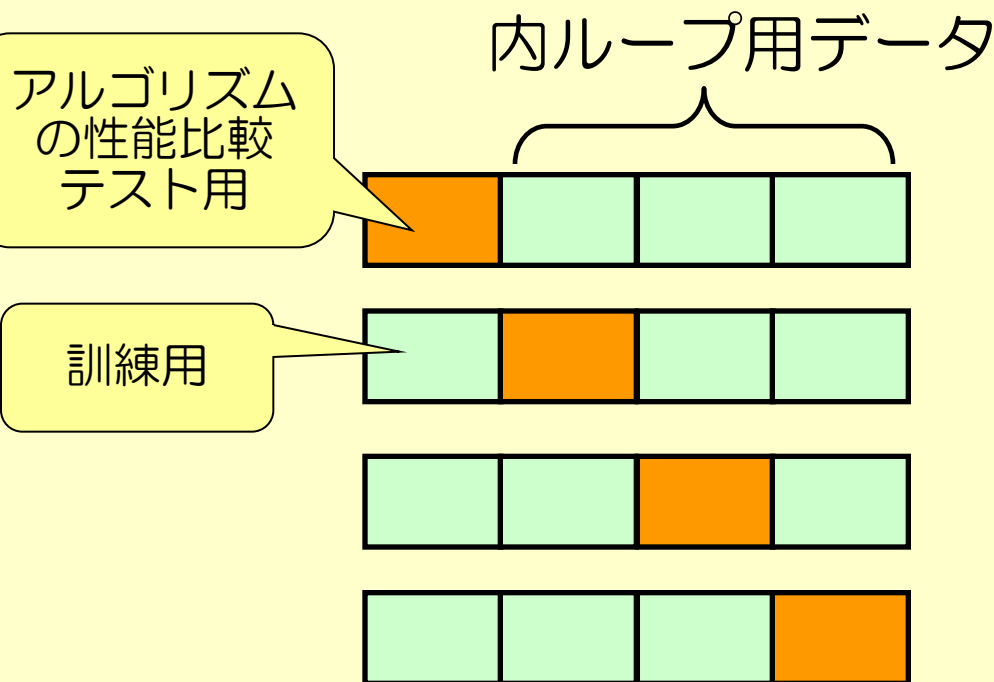 内ループ用データ
アルゴリズム
の性能比較
テスト用
訓練用